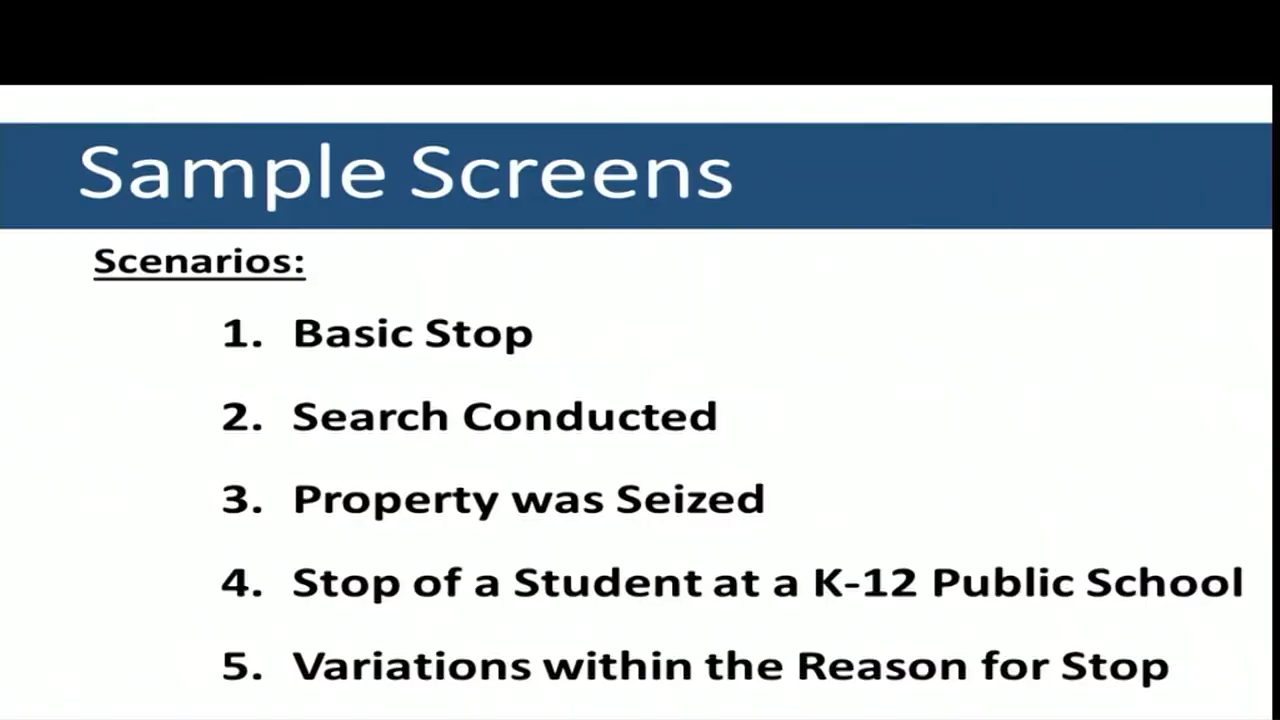 Sample Screens
Scenarios:
1. Basic Stop
2. Search Conducted
3. Property was Seized
4. Stop of a Student at a K-12 Public School
5. Variations within the Reason for Stop